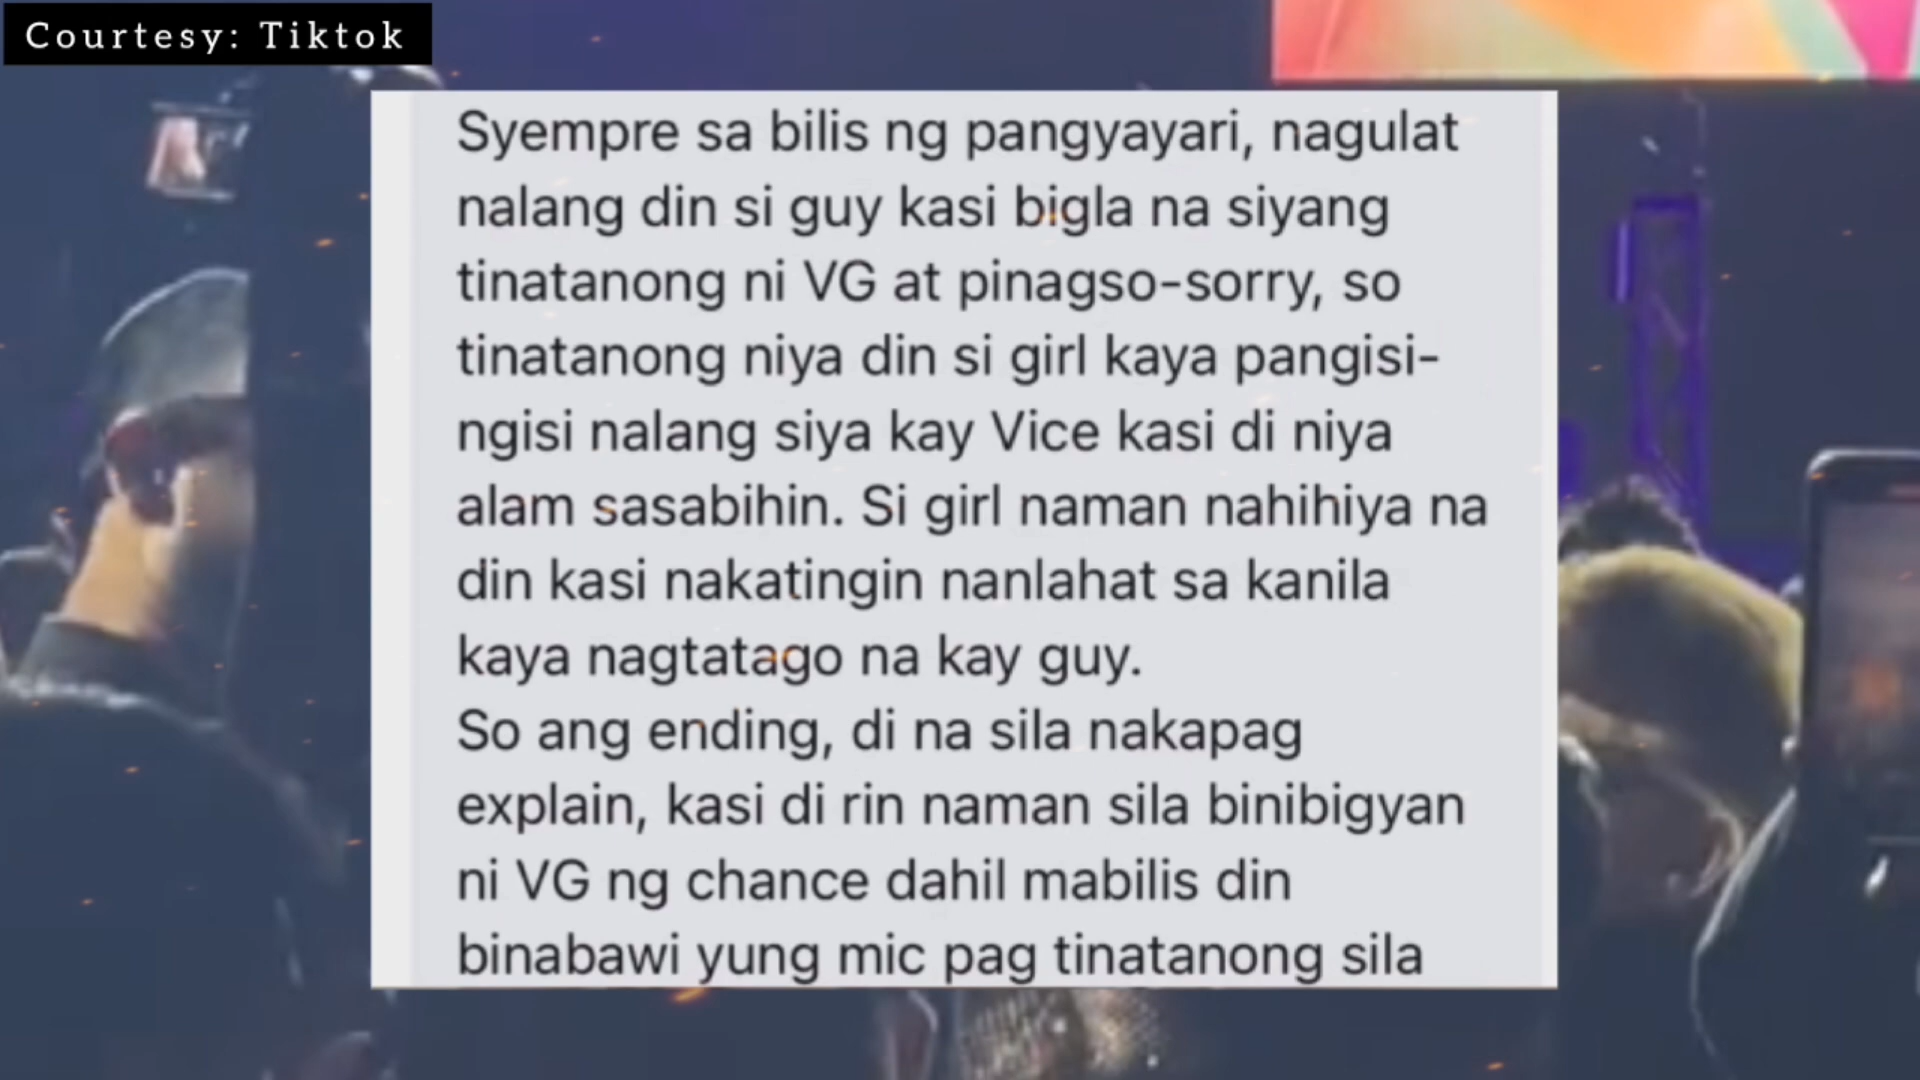 Courtesy: Tiktok
Syempre sa bilis ng pangyayari, nagulat
nalang din si guy kasi bigla na siyang
tinatanong ni VG at pinagso-sorry, so
tinatanong niya din si girl kaya pangisi-
ngisi nalang siya kay Vice kasi di niya
alam sasabihin. Si girl naman nahihiya na
din kasi nakatingin nanlahat sa kanila
kaya nagtatago na kay guy.
So ang ending, di na sila nakapag
explain, kasi di rin naman sila binibigyan
ni VG ng chance dahil mabilis din
binabawi yung mic pag tinatanong sila